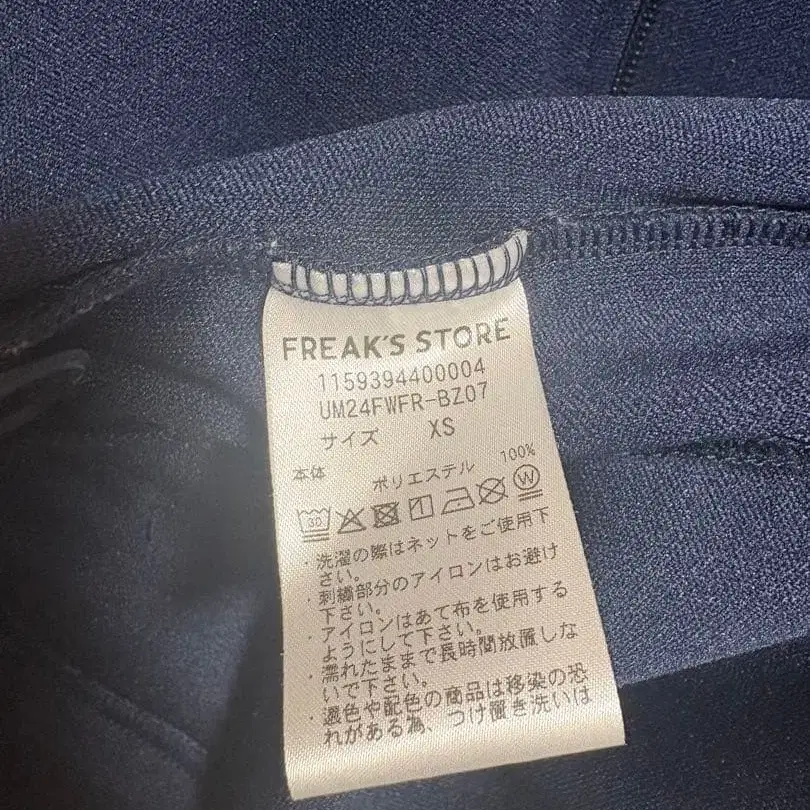 FREAK'S STORE
1159394400004
UM24FWFR-BZ07
サイズ XS
本体 ポリエステル 100%
30 W
・洗濯の際はネットをご使用下
さい。
・刺繍部分のアイロンはお避け
下さい。
・アイロンはあて布を使用する
ようにして下さい。
・濡れたままで長時間放置しな
いで下さい。
・濃色や配色の商品は移染の恐
れがある為、つけ置き洗いは